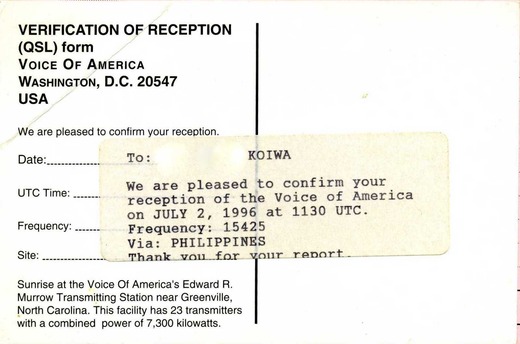 VERIFICATION OF RECEPTION
(QSL) form
VOICE OF AMERICA
WASHINGTON, D.C. 20547
USA
We are pleased to confirm your reception.
Date:
To: KOIWA
UTC Time:
We are pleased to confirm your
reception of the Voice of America
on JULY 2, 1996 at 1130 UTC.
Frequency:
Frequency: 15425
Via: PHILIPPINES
Site:
Thank you for your report.
Sunrise at the Voice Of America's Edward R.
Murrow Transmitting Station near Greenville,
North Carolina. This facility has 23 transmitters
with a combined power of 7,300 kilowatts.